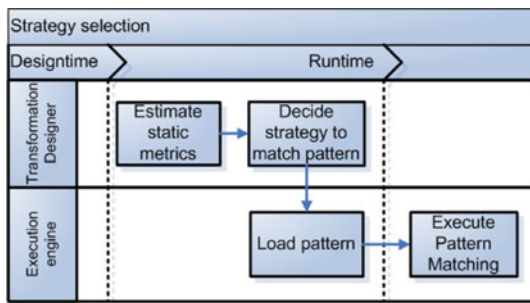 Strategy selection
Designtime
Runtime
Transformation
Designer
Estimate
static
metrics
Decide
strategy to
match pattern
Execution
engine
Load pattern
Execute
Pattern
Matching